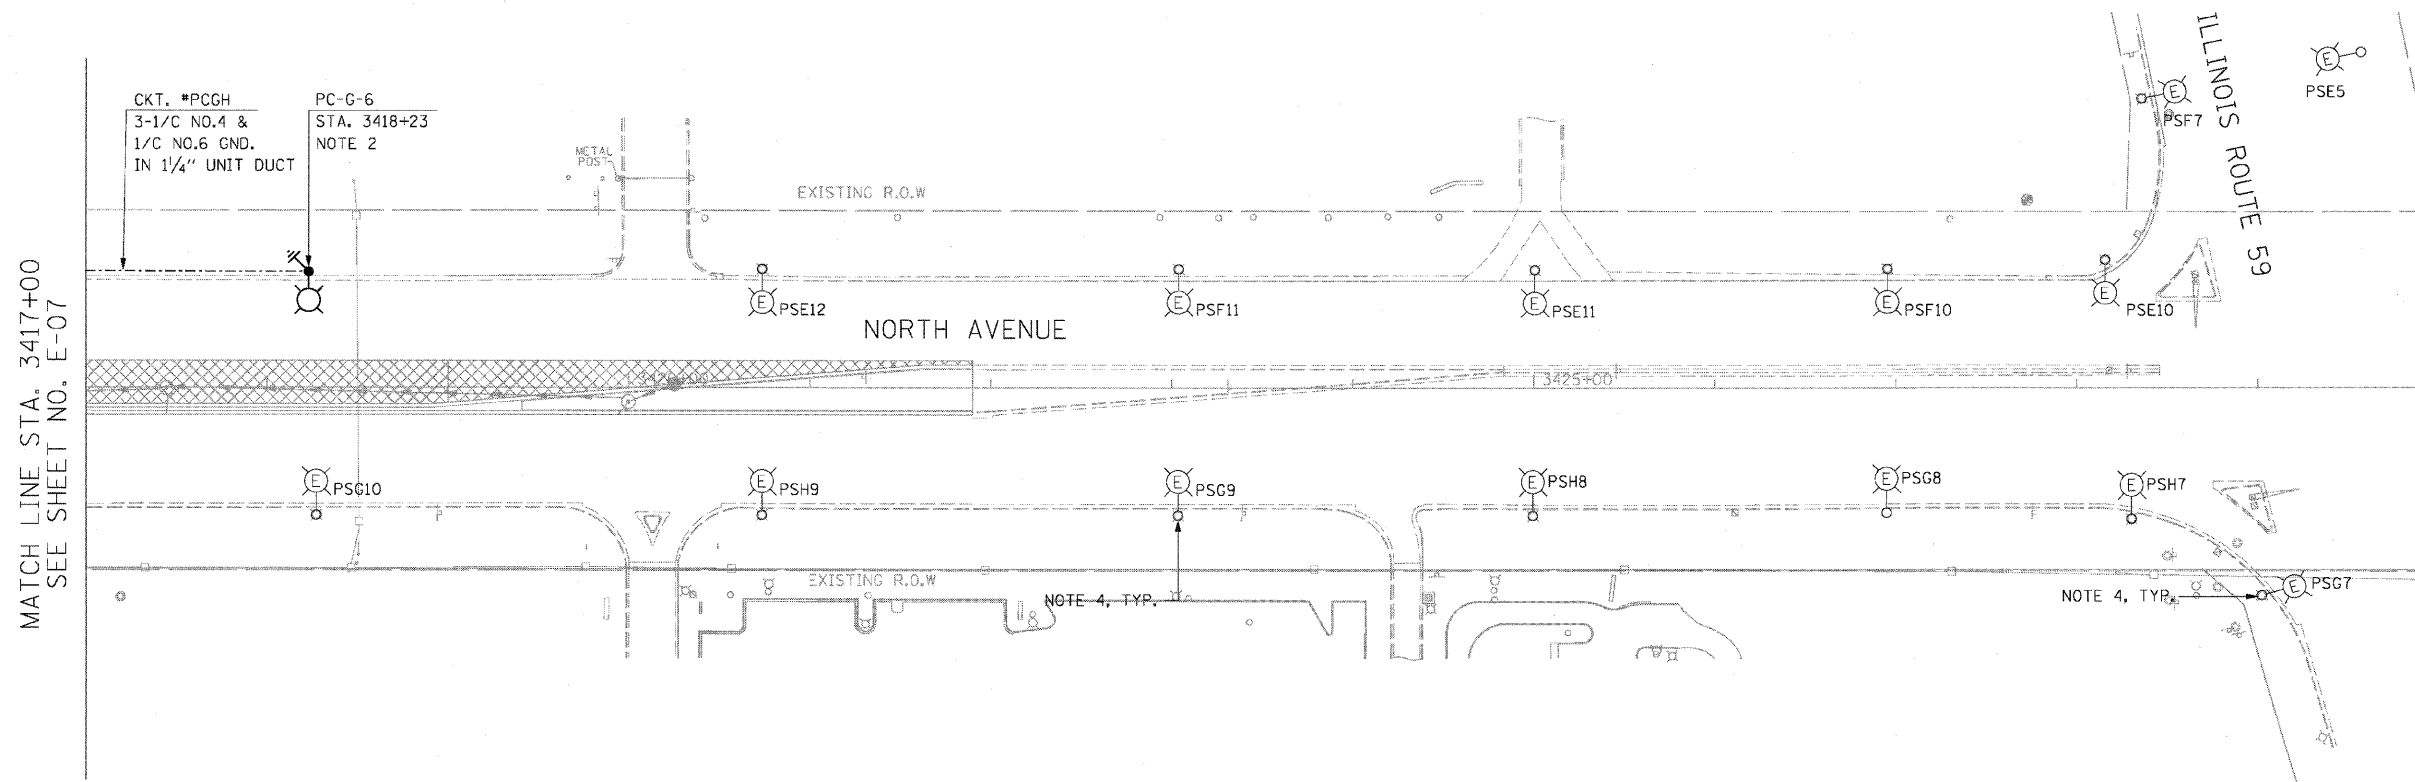 CKT. #PCGH
3-1/C NO.4 &
1/C NO.6 GND.
IN 1¼" UNIT DUCT
PC-G-6
STA. 3418+23
NOTE 2
METAL
POST
EXISTING R.O.W
ILLINOIS ROUTE 59
E
PSE5
E
PSF7
MATCH LINE STA. 3417+00
SEE SHEET NO. E-07
E PSE12
E PSF11
E PSE11
E PSF10
E PSE10
NORTH AVENUE
3425+00
E PSG10
E PSH9
E PSG9
E PSH8
E PSG8
E PSH7
EXISTING R.O.W
NOTE 4, TYP.
NOTE 4, TYP.
E PSG7